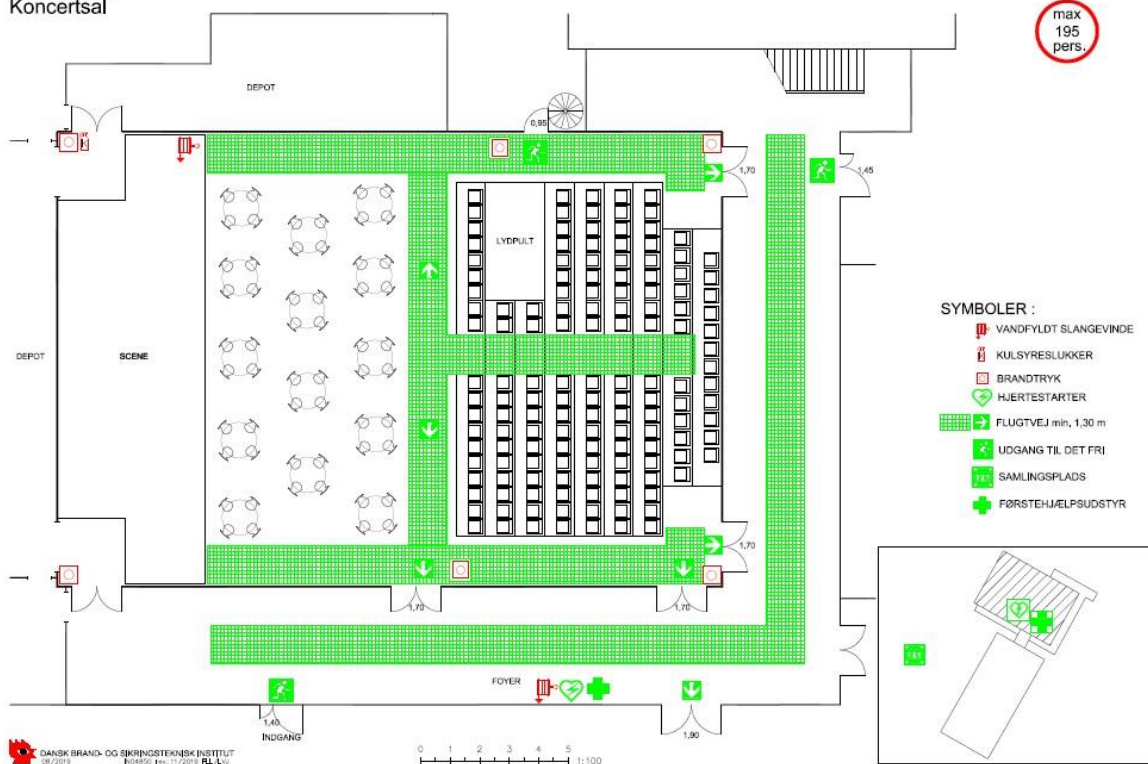 Koncertsal
max
195
pers.
DEPOT
0,95
1,70
1,45
LYDPULT
DEPOT
SCENE
SYMBOLER :
VANDFYLDT SLANGEVINDE
KULSYRESLUKKER
BRANDTRYK
HJERTESTARTER
FLUGTVEJ min. 1,30 m
UDGANG TIL DET FRI
SAMLINGSPLADS
FØRSTEHJÆLPSUDSTYR
1,70
1,70
1,70
FOYER
1,40
INDGANG
1,90
DANSK BRAND- OG SIKRINGSTEKNISK INSTITUT
08/2019
0 1 2 3 4 5 1:100